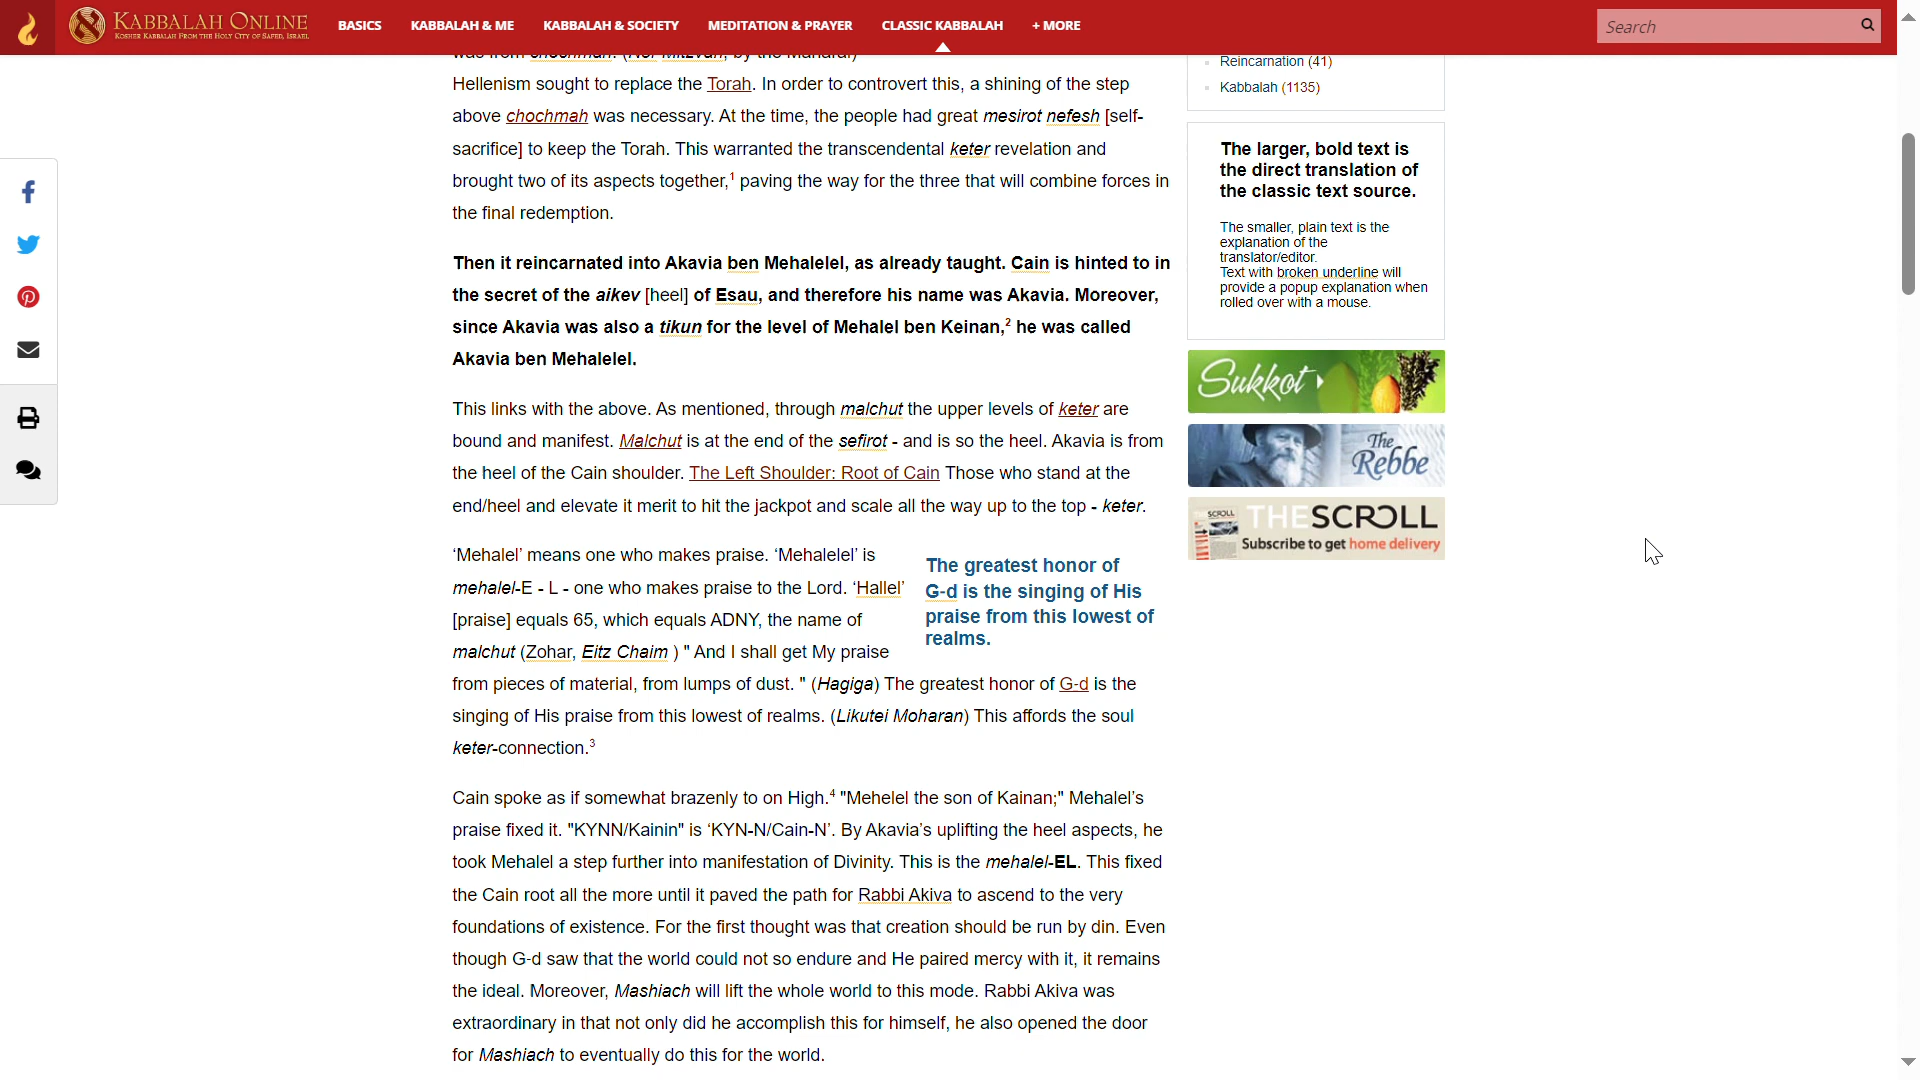 KABBALAH ONLINE
KOSHER KABBALAH FROM THE HOLY CITY OF SAFED, ISRAEL
BASICS
KABBALAH & ME
KABBALAH & SOCIETY
MEDITATION & PRAYER
CLASSIC KABBALAH
+ MORE
Search
was from chochmah. (Ner Mitzvah, by the Maharal)
Hellenism sought to replace the Torah. In order to controvert this, a shining of the step
above chochmah was necessary. At the time, the people had great mesirot nefesh [self-
sacrifice] to keep the Torah. This warranted the transcendental keter revelation and
brought two of its aspects together,1 paving the way for the three that will combine forces in
the final redemption.
Then it reincarnated into Akavia ben Mehalelel, as already taught. Cain is hinted to in
the secret of the aikev [heel] of Esau, and therefore his name was Akavia. Moreover,
since Akavia was also a tikun for the level of Mehalel ben Keinan,2 he was called
Akavia ben Mehalelel.
This links with the above. As mentioned, through malchut the upper levels of keter are
bound and manifest. Malchut is at the end of the sefirot - and is so the heel. Akavia is from
the heel of the Cain shoulder. The Left Shoulder: Root of Cain Those who stand at the
end/heel and elevate it merit to hit the jackpot and scale all the way up to the top - keter.
‘Mehalel’ means one who makes praise. ‘Mehalelel’ is
mehalel-E - L - one who makes praise to the Lord. ‘Hallel’
[praise] equals 65, which equals ADNY, the name of
malchut (Zohar, Eitz Chaim ) " And I shall get My praise
from pieces of material, from lumps of dust. " (Hagiga) The greatest honor of G-d is the
singing of His praise from this lowest of realms. (Likutei Moharan) This affords the soul
keter-connection.3
The greatest honor of
G-d is the singing of His
praise from this lowest of
realms.
Cain spoke as if somewhat brazenly to on High.4 "Mehelel the son of Kainan;" Mehalel’s
praise fixed it. "KYNN/Kainin" is ‘KYN-N/Cain-N’. By Akavia’s uplifting the heel aspects, he
took Mehalel a step further into manifestation of Divinity. This is the mehalel-EL. This fixed
the Cain root all the more until it paved the path for Rabbi Akiva to ascend to the very
foundations of existence. For the first thought was that creation should be run by din. Even
though G-d saw that the world could not so endure and He paired mercy with it, it remains
the ideal. Moreover, Mashiach will lift the whole world to this mode. Rabbi Akiva was
extraordinary in that not only did he accomplish this for himself, he also opened the door
for Mashiach to eventually do this for the world.
Reincarnation (41)
Kabbalah (1135)
The larger, bold text is
the direct translation of
the classic text source.
The smaller, plain text is the
explanation of the
translator/editor.
Text with broken underline will
provide a popup explanation when
rolled over with a mouse.
Sukkot
The
Rebbe
SCROLL
THE SCROLL
Subscribe to get home delivery